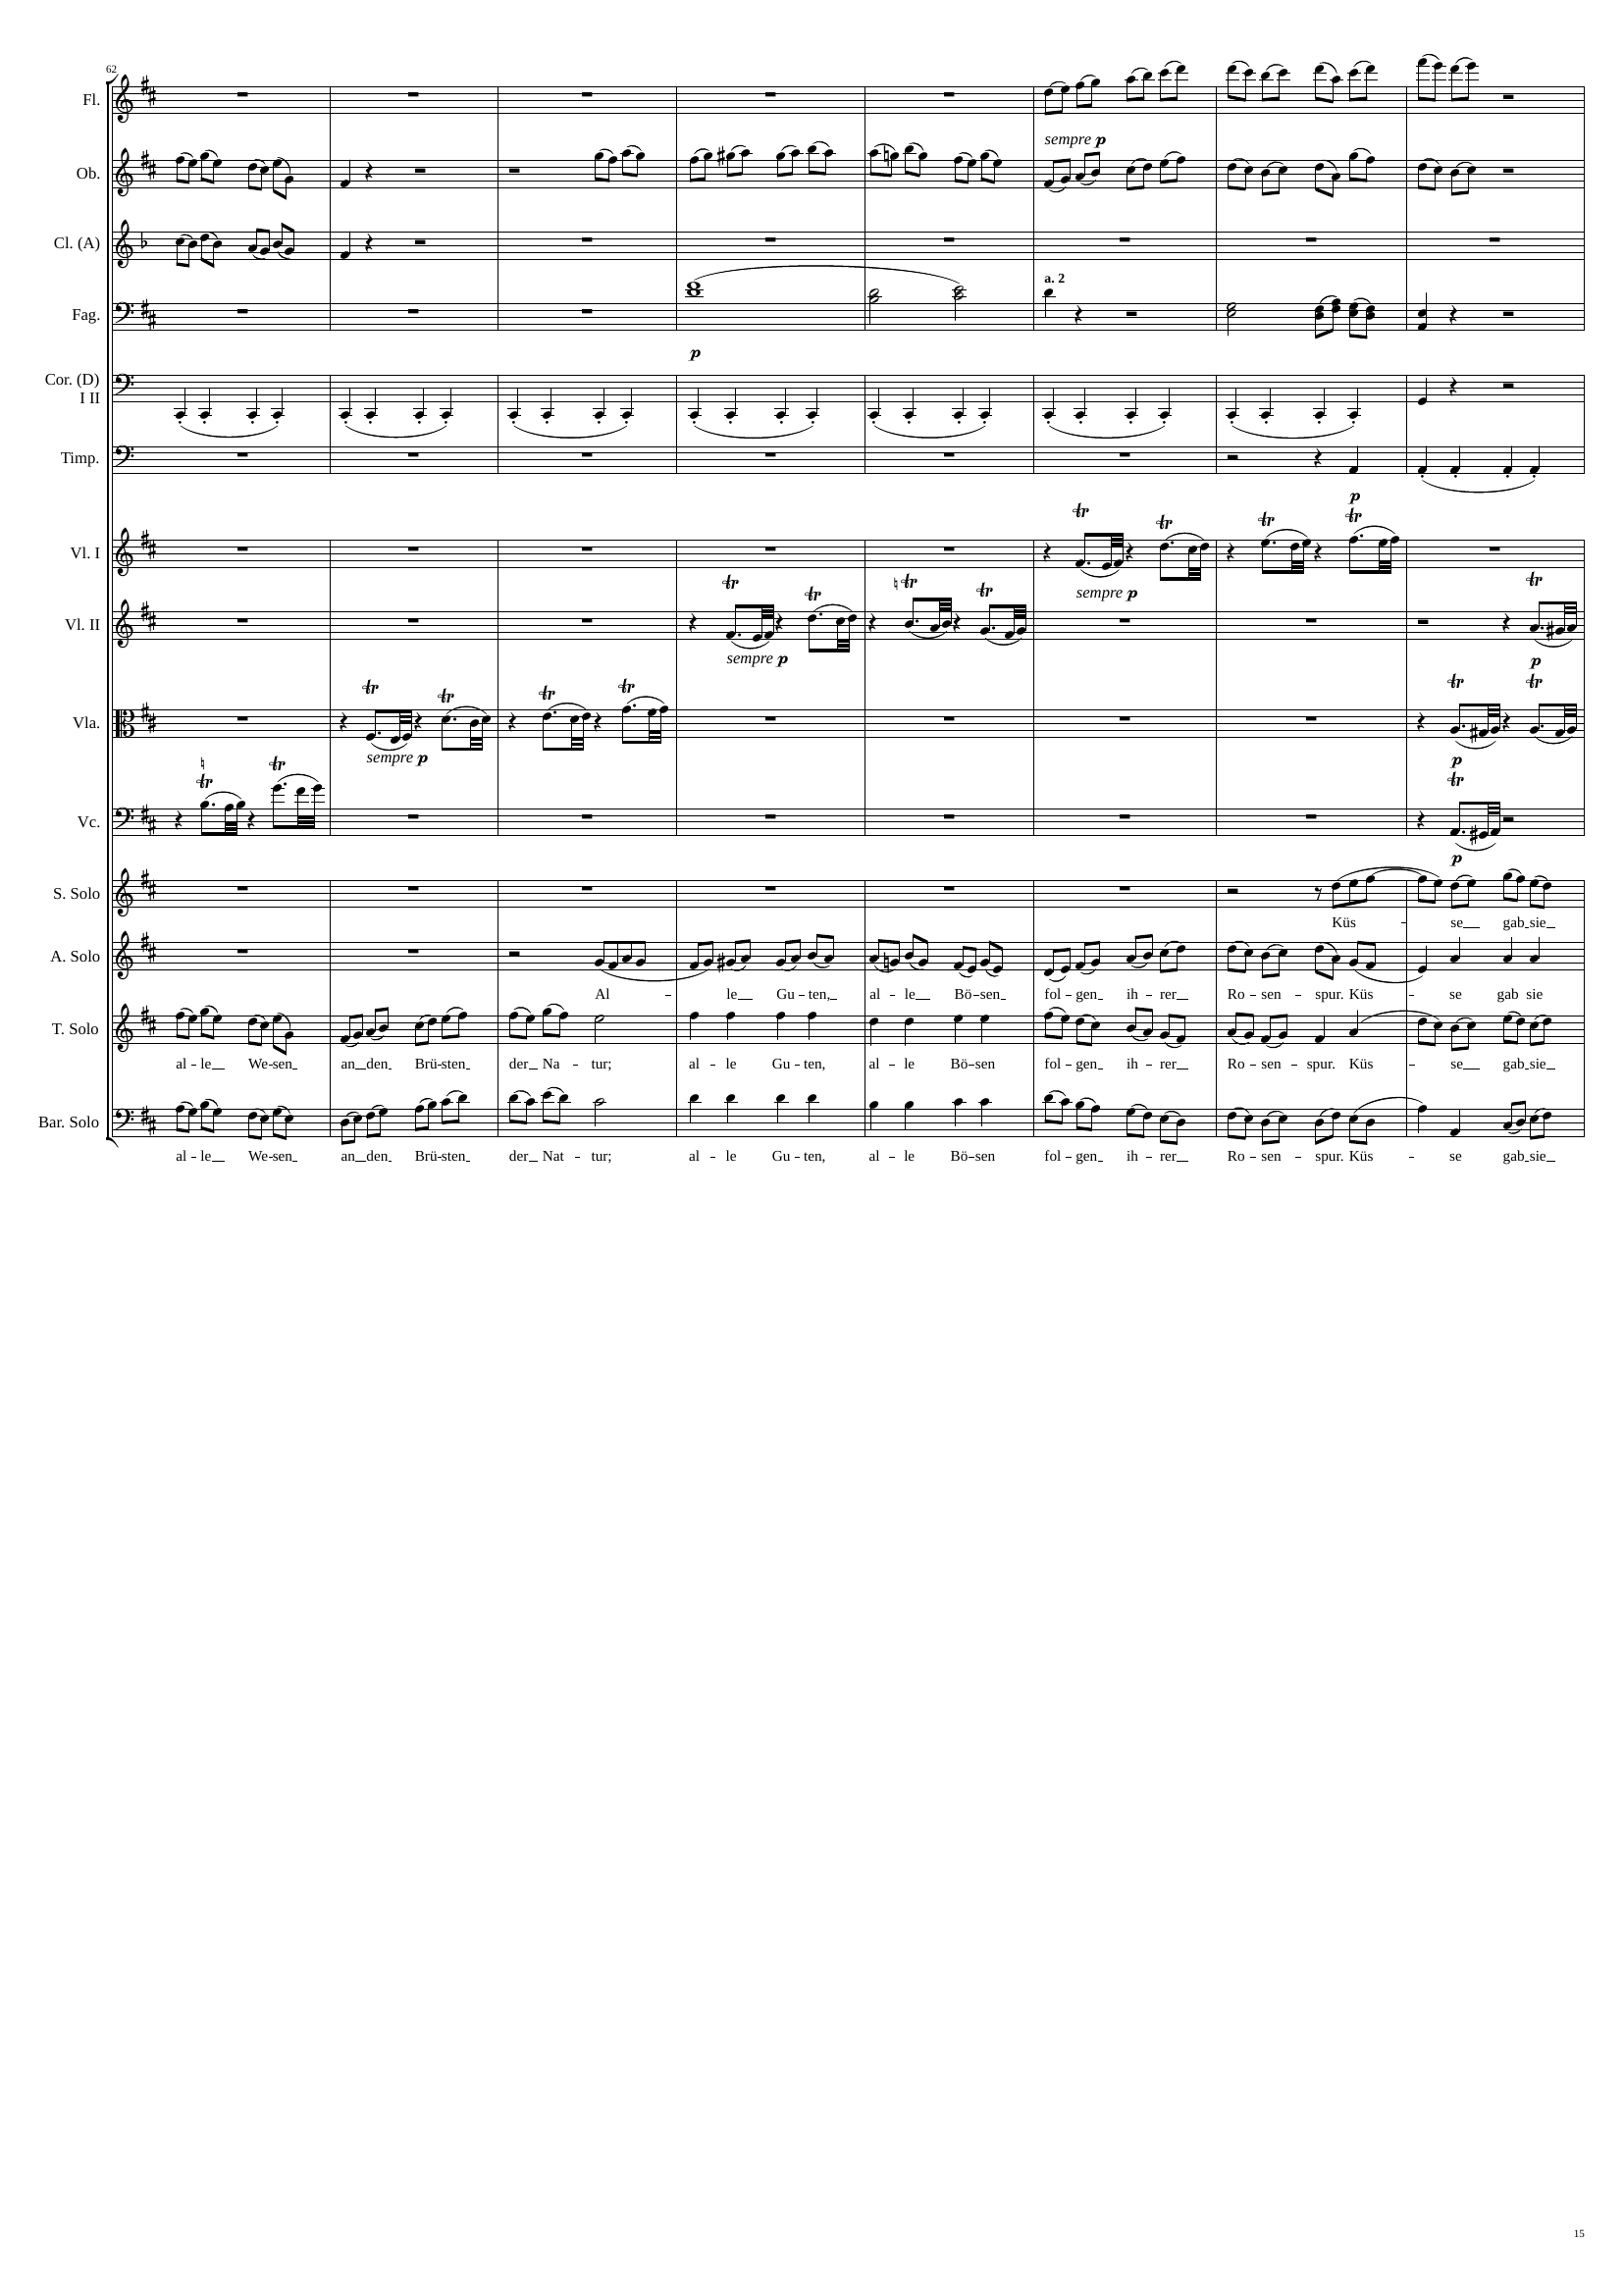 62
Fl.
sempre p
Ob.
Cl. (A)
a. 2
Fag.
p
Cor. (D)
I II
Timp.
p
Vl. I
sempre p
Vl. II
sempre p
p
Vla.
sempre p
p
Vc.
p
S. Solo
Küs - se gab sie
A. Solo
Al - le Gu - ten, al - le Bö - sen fol - gen ih - rer Ro - sen - spur. Küs - se gab sie
T. Solo
al - le We - sen an den Brü - sten der Na - tur; al - le Gu - ten, al - le Bö - sen fol - gen ih - rer Ro - sen - spur. Küs - se gab sie
Bar. Solo
al - le We - sen an den Brü - sten der Nat - tur; al - le Gu - ten, al - le Bö - sen fol - gen ih - rer Ro - sen - spur. Küs - se gab sie
15